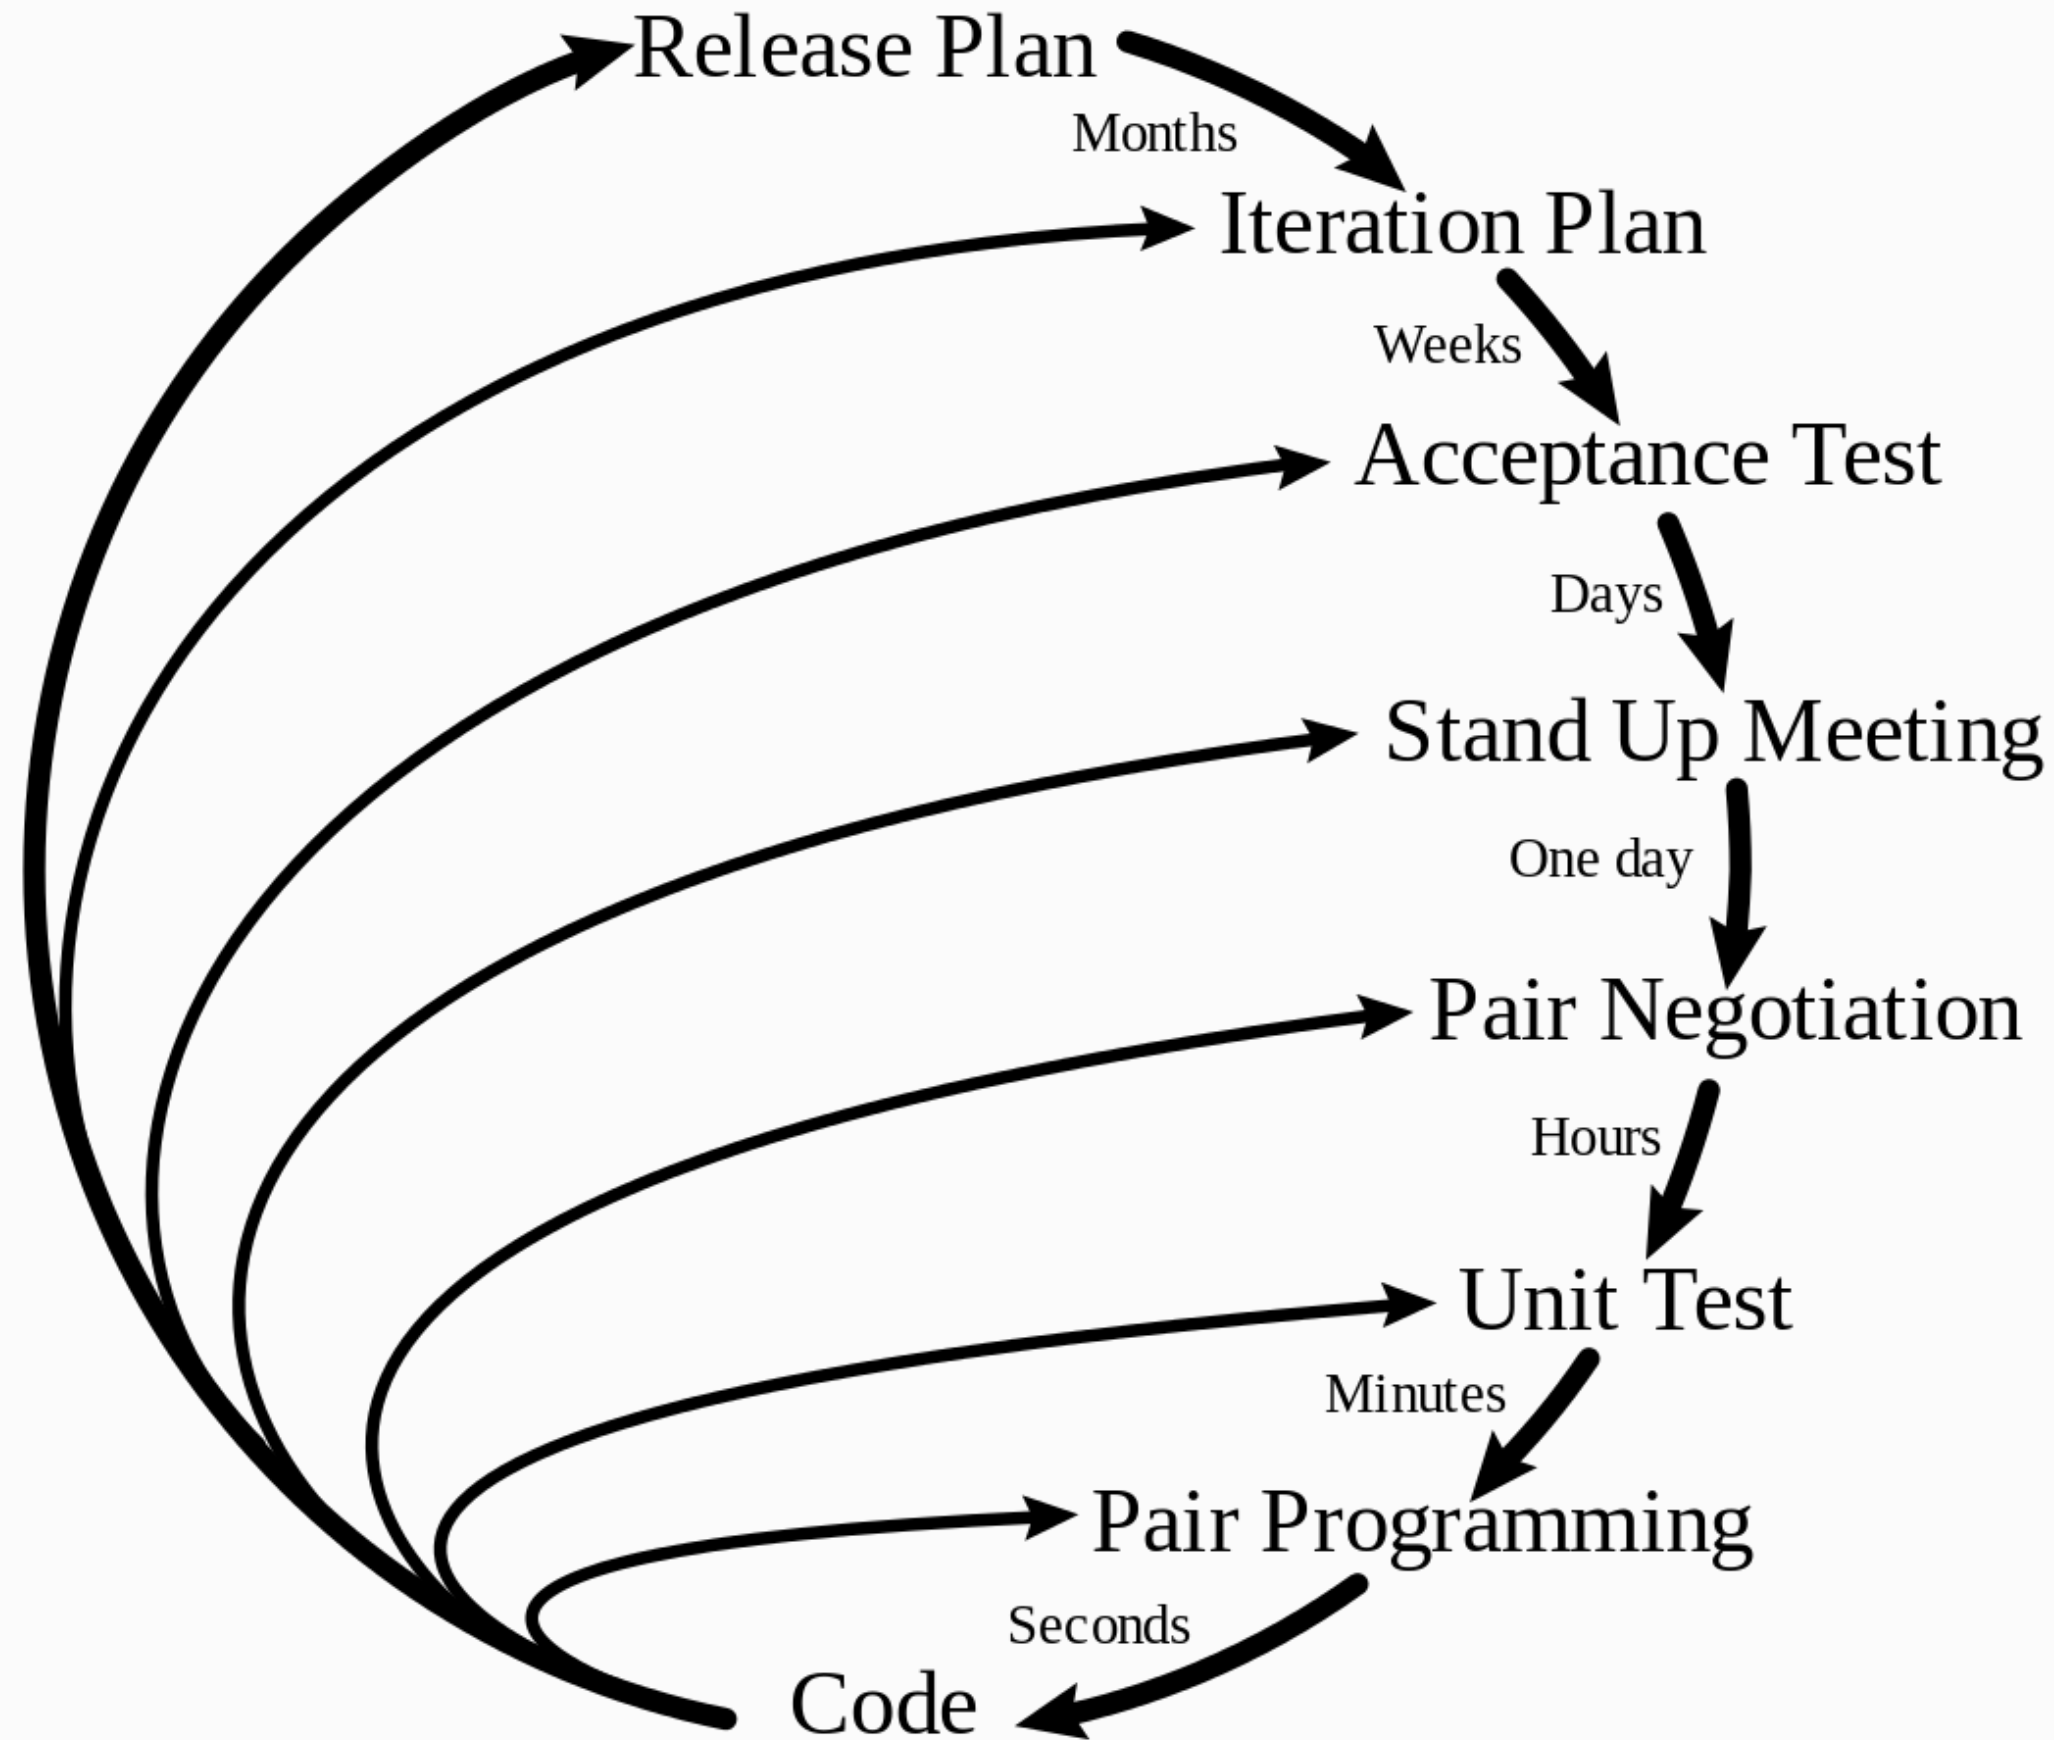 Release Plan
Months
Iteration Plan
Weeks
Acceptance Test
Days
Stand Up Meeting
One day
Pair Negotiation
Hours
Unit Test
Minutes
Pair Programming
Seconds
Code